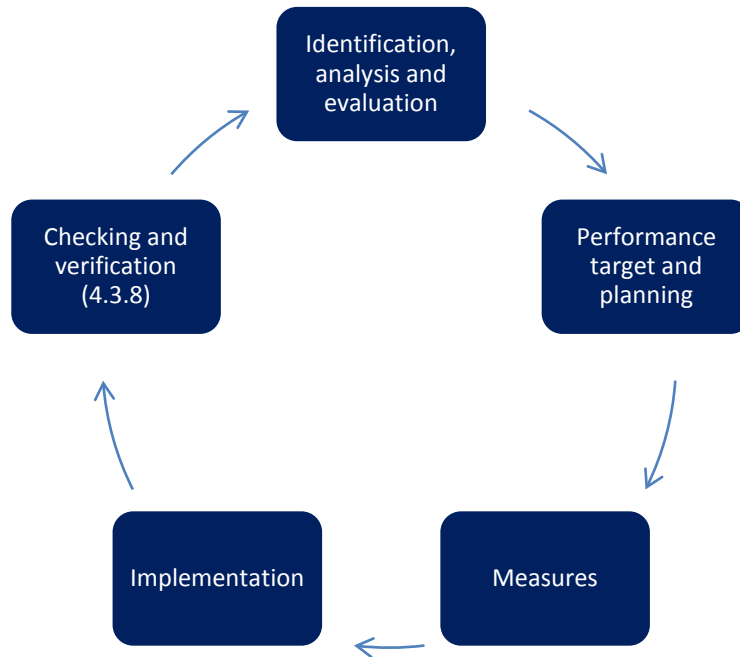 Identification,
analysis and
evaluation
Performance
target and
planning
Measures
Implementation
Checking and
verification
(4.3.8)